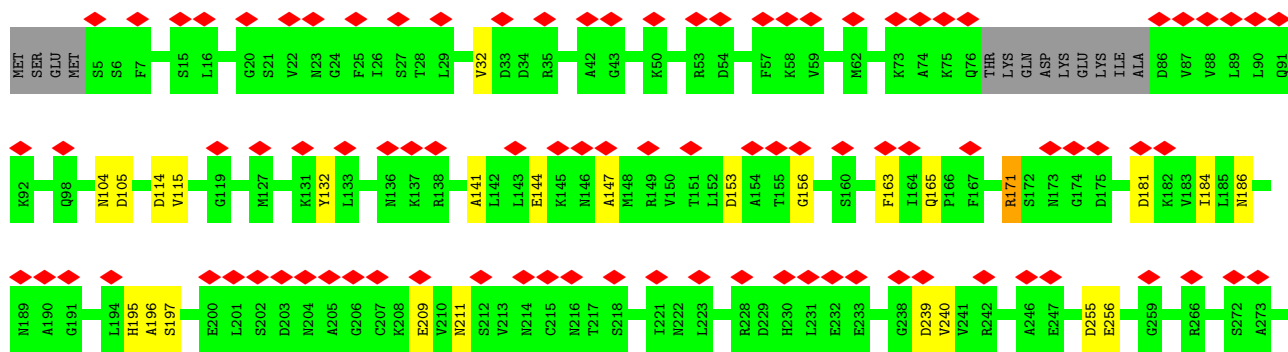 MET SER GLU MET S5 S6 F7 S15 L16 G20 S21 V22 N23 G24 F25 I26 S27 T28 L29 V32 D33 D34 R35 A42 G43 K50 R53 D54 F57 K58 V59 M62 K73 A74 K75 Q76 THR LYS GLN ASP LYS GLU LYS ILE ALA D86 V87 V88 L89 L90 Q91
K92 Q98 N104 D105 D114 V115 G119 M127 K131 Y132 L133 N136 K137 R138 A141 L142 L143 E144 K145 N146 A147 M148 R149 V150 T151 L152 D153 A154 T155 G156 S160 F163 I164 Q165 P166 F167 R171 S172 N173 G174 D175 D181 K182 V183 I184 L185 N186
N189 A190 G191 L194 H195 A196 S197 E200 L201 S202 D203 N204 A205 G206 C207 K208 E209 V210 N211 S212 V213 N214 C215 N216 T217 S218 I221 N222 L223 R228 D229 H230 L231 E232 E233 G238 D239 V240 V241 R242 A246 E247 D255 E256 G259 R266 S272 A273